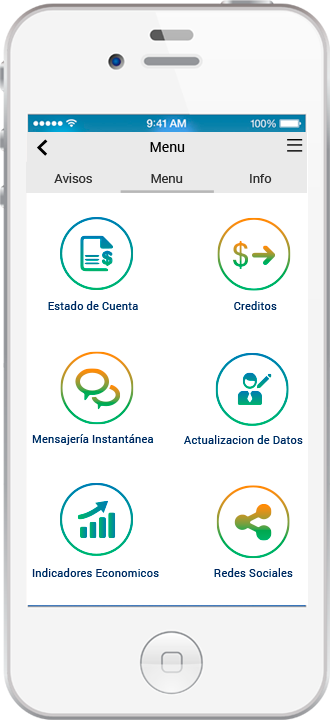 9:41 AM 100%
Menu
Avisos Menu Info
Estado de Cuenta Creditos
Mensajería Instantánea Actualizacion de Datos
Indicadores Economicos Redes Sociales